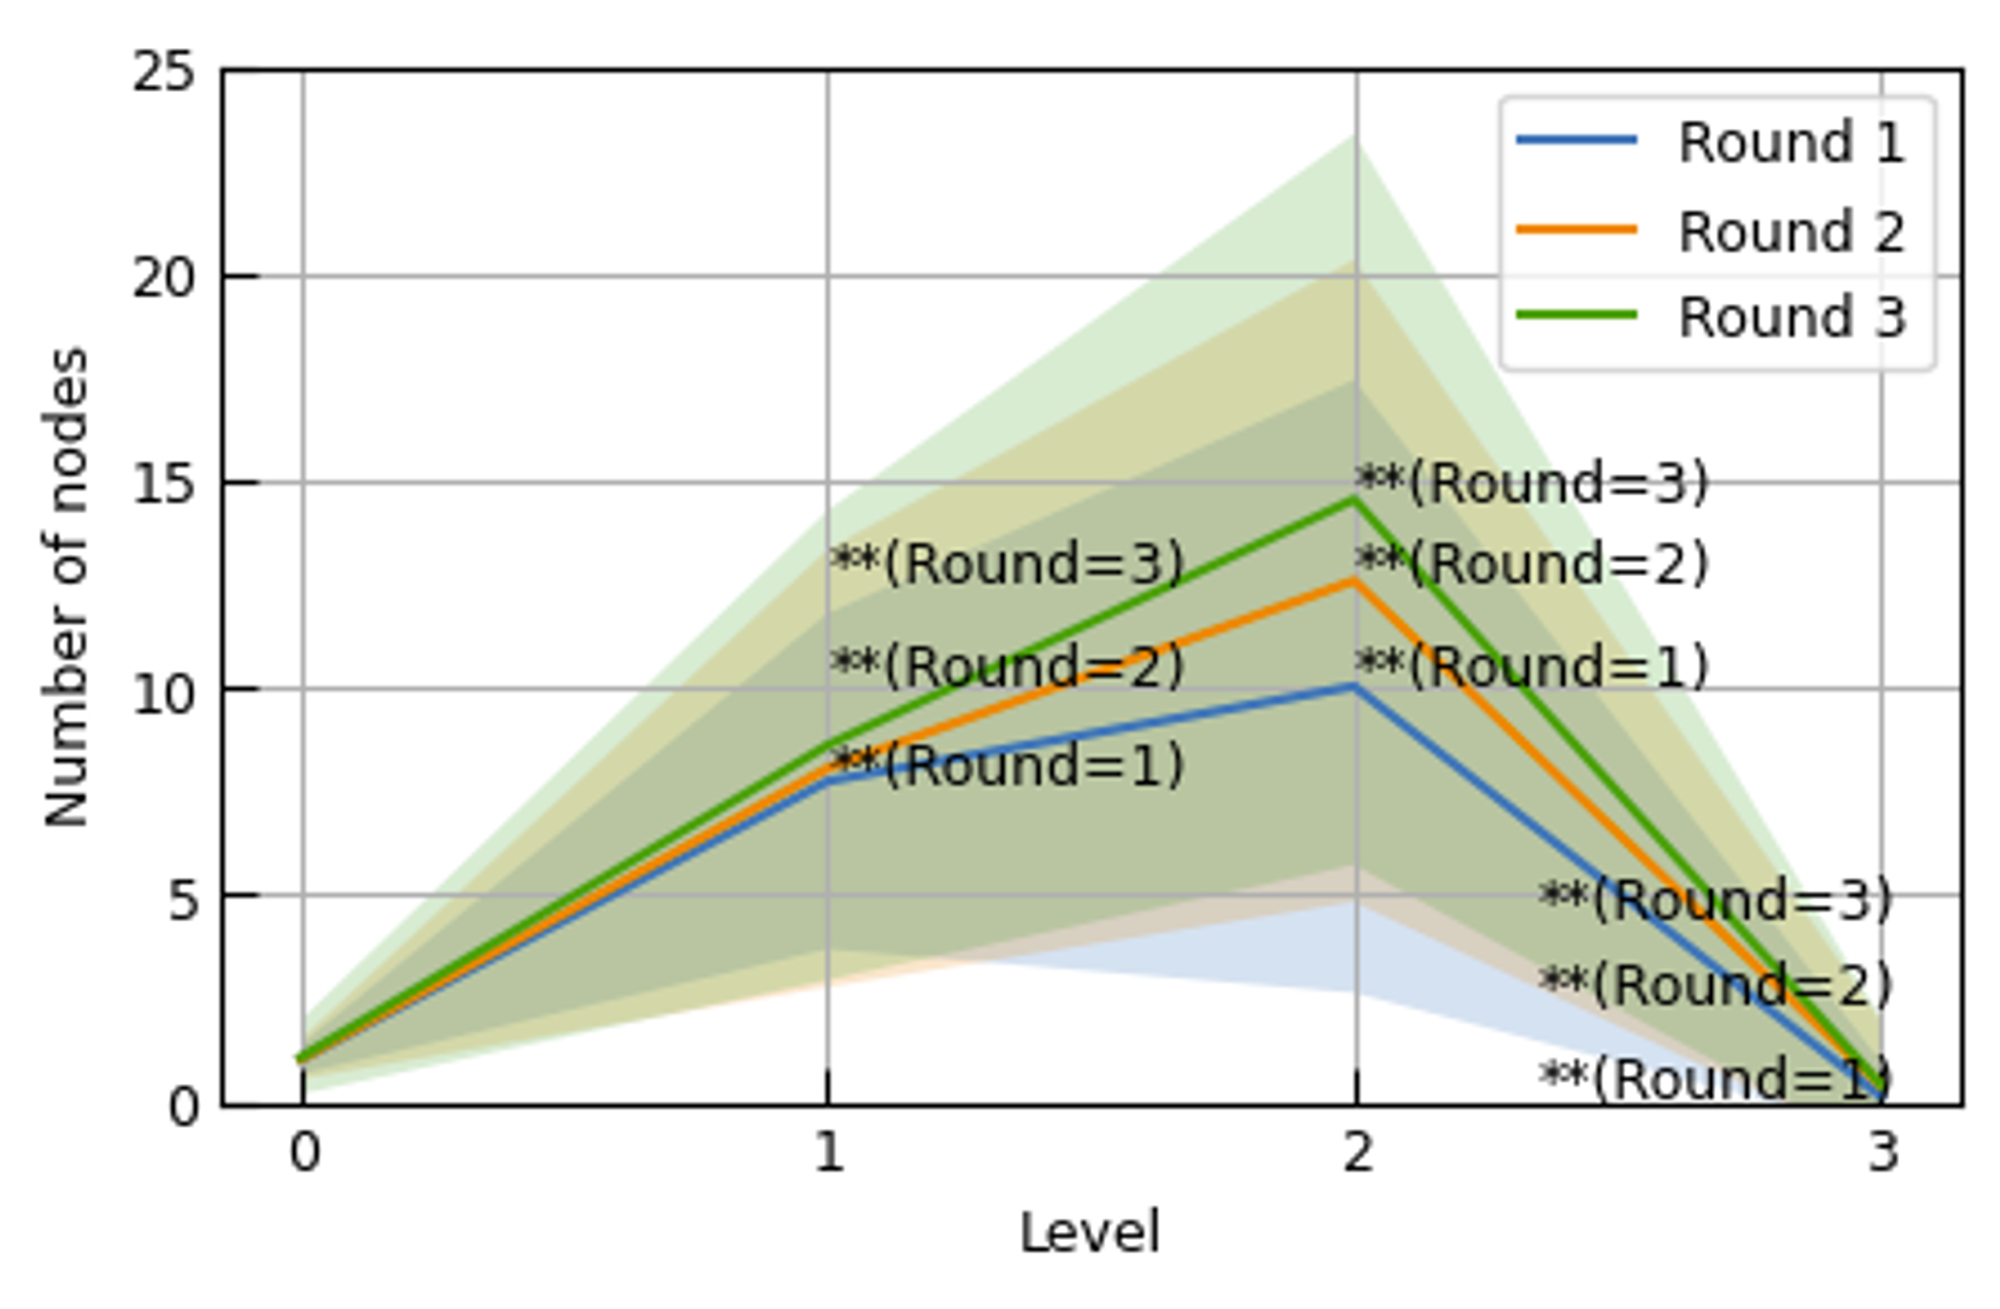 25
20
15
10
5
0
Number of nodes
Round 1
Round 2
Round 3
**(Round=3)
**(Round=3)
**(Round=2)
**(Round=2)
**(Round=1)
**(Round=1)
**(Round=3)
**(Round=2)
**(Round=1)
0 1 2 3
Level